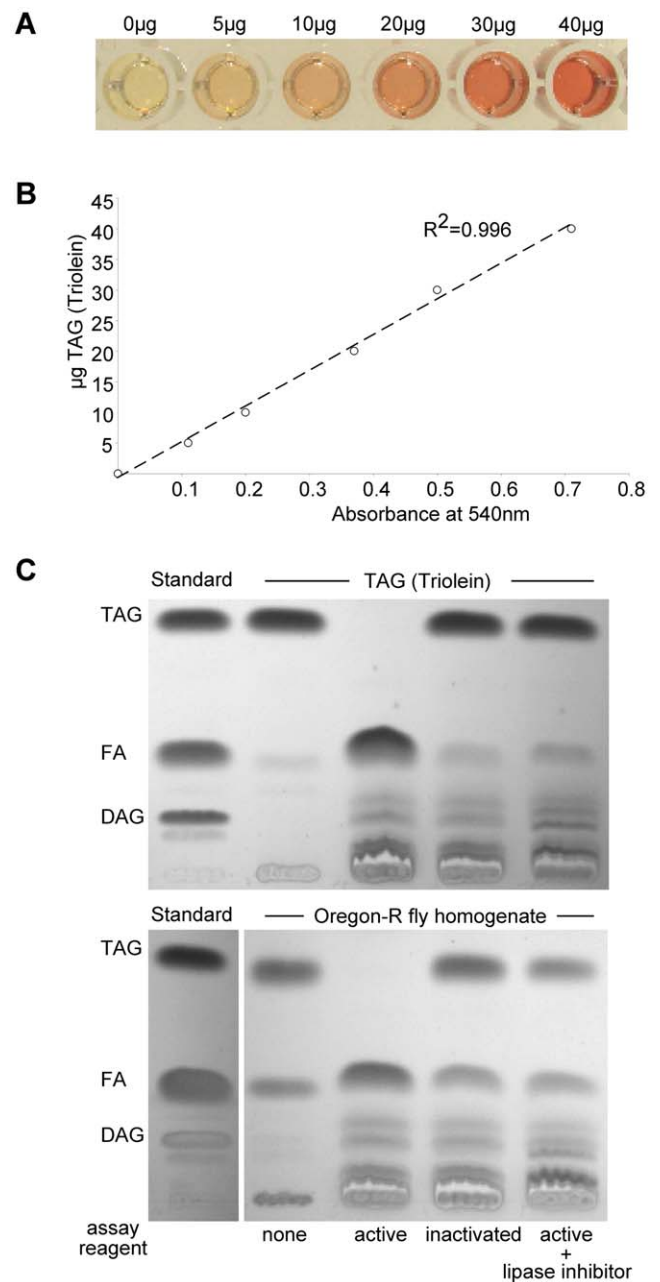 A
0µg 5µg 10µg 20µg 30µg 40µg
B
45
40
35
30
25
20
15
10
5
µg TAG (Triolein)
R²=0.996
0.1 0.2 0.3 0.4 0.5 0.6 0.7 0.8
Absorbance at 540nm
C
Standard TAG (Triolein)
TAG
FA
DAG
Standard Oregon-R fly homogenate
TAG
FA
DAG
assay reagent
none active inactivated active + lipase inhibitor